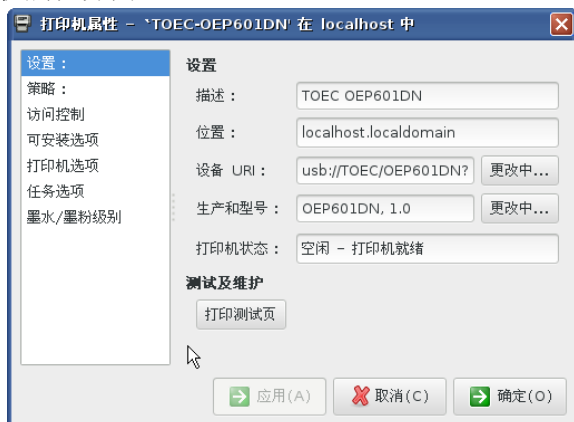 打印机属性 - `TOEC-OEP601DN' 在 localhost 中
设置：
策略：
访问控制
可安装选项
打印机选项
任务选项
墨水/墨粉级别
设置
描述： TOEC OEP601DN
位置： localhost.localdomain
设备 URI： usb://TOEC/OEP601DN? 更改中...
生产和型号： OEP601DN, 1.0 更改中...
打印机状态： 空闲 - 打印机就绪
测试及维护
打印测试页
应用(A) 取消(C) 确定(O)